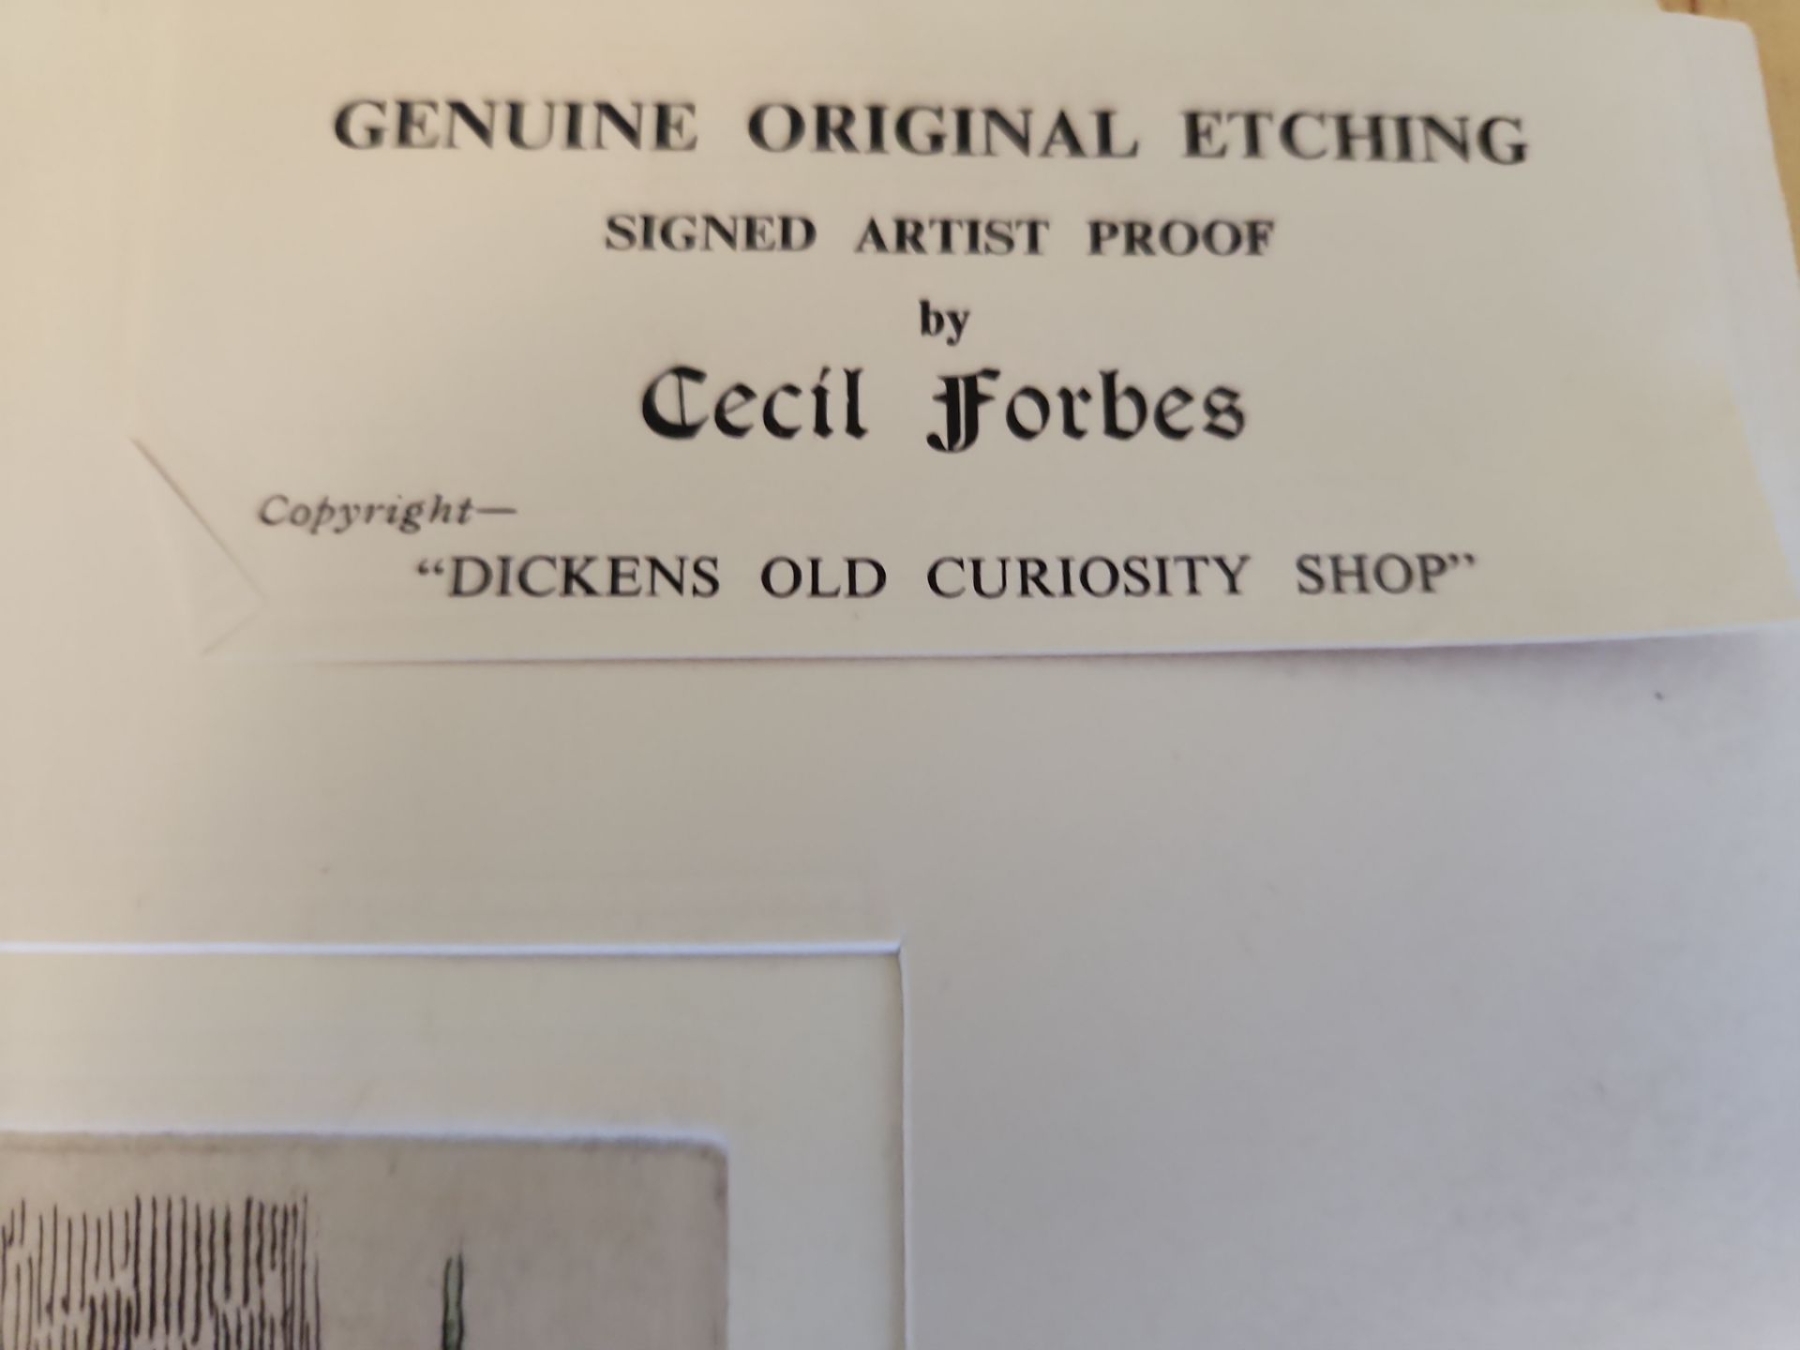 GENUINE ORIGINAL ETCHING
SIGNED ARTIST PROOF
by
Cecil Forbes
Copyright—
“DICKENS OLD CURIOSITY SHOP”